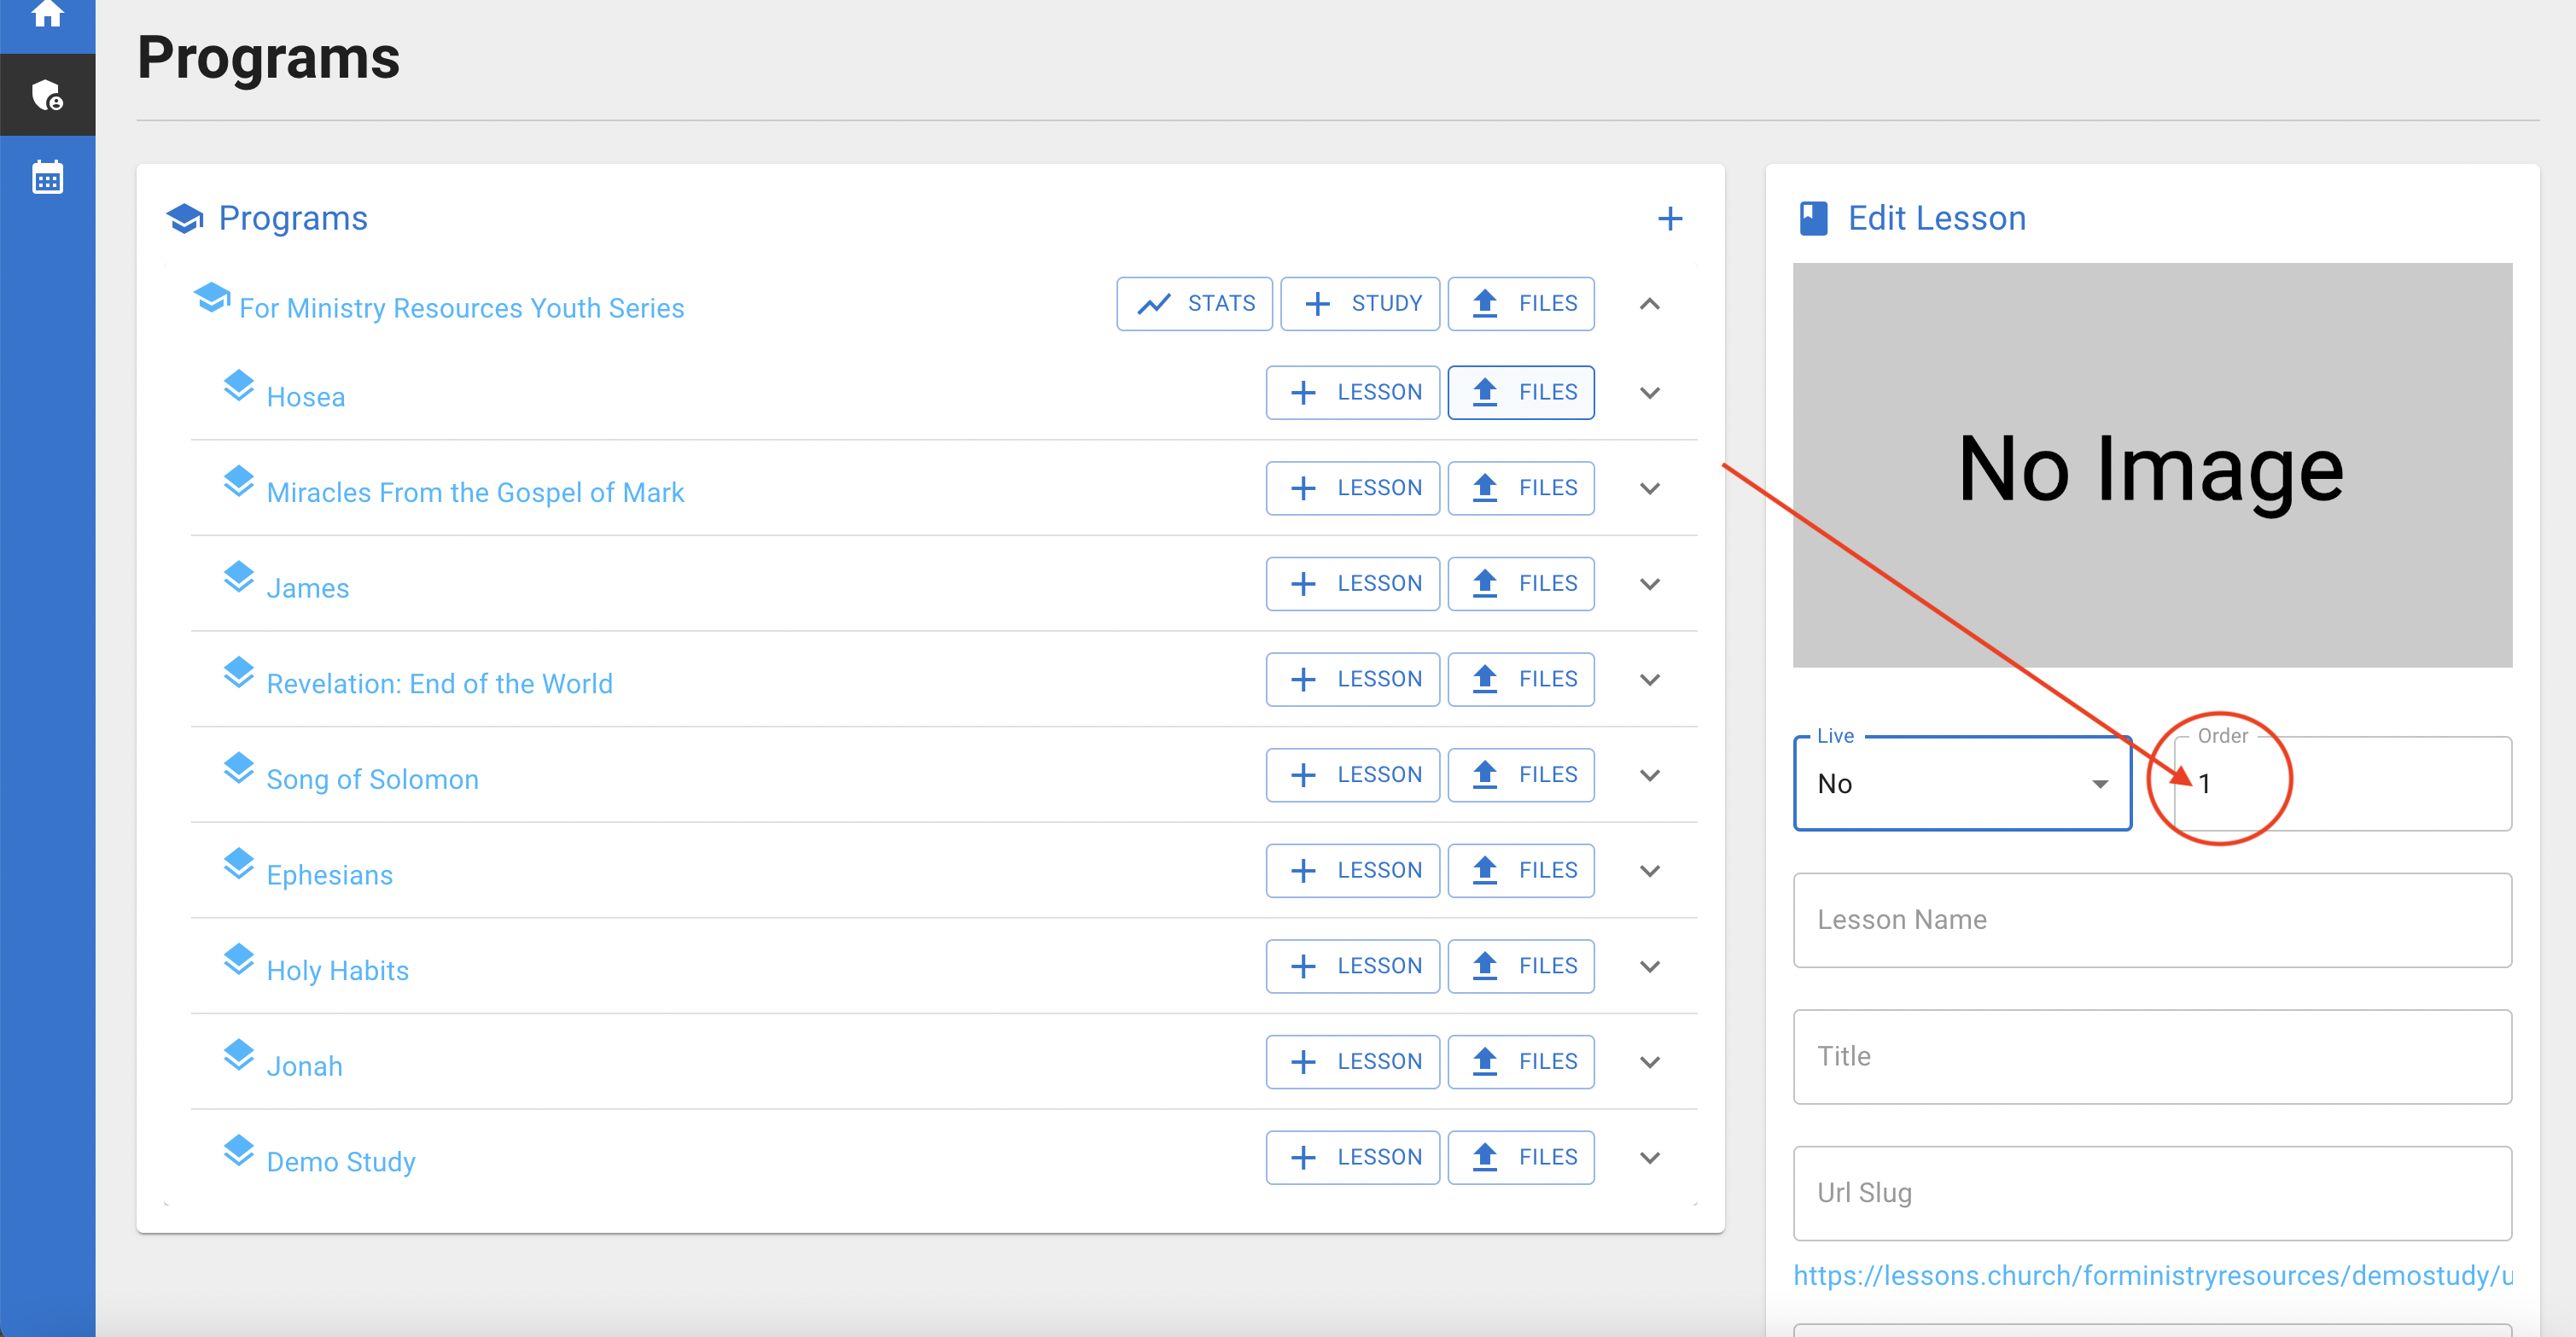 Programs
Programs
For Ministry Resources Youth Series
STATS
STUDY
FILES
Hosea
LESSON
FILES
Miracles From the Gospel of Mark
LESSON
FILES
James
LESSON
FILES
Revelation: End of the World
LESSON
FILES
Song of Solomon
LESSON
FILES
Ephesians
LESSON
FILES
Holy Habits
LESSON
FILES
Jonah
LESSON
FILES
Demo Study
LESSON
FILES
Edit Lesson
No Image
Live
No
Order
1
Lesson Name
Title
Url Slug
https://lessons.church/forministryresources/demostudy/u